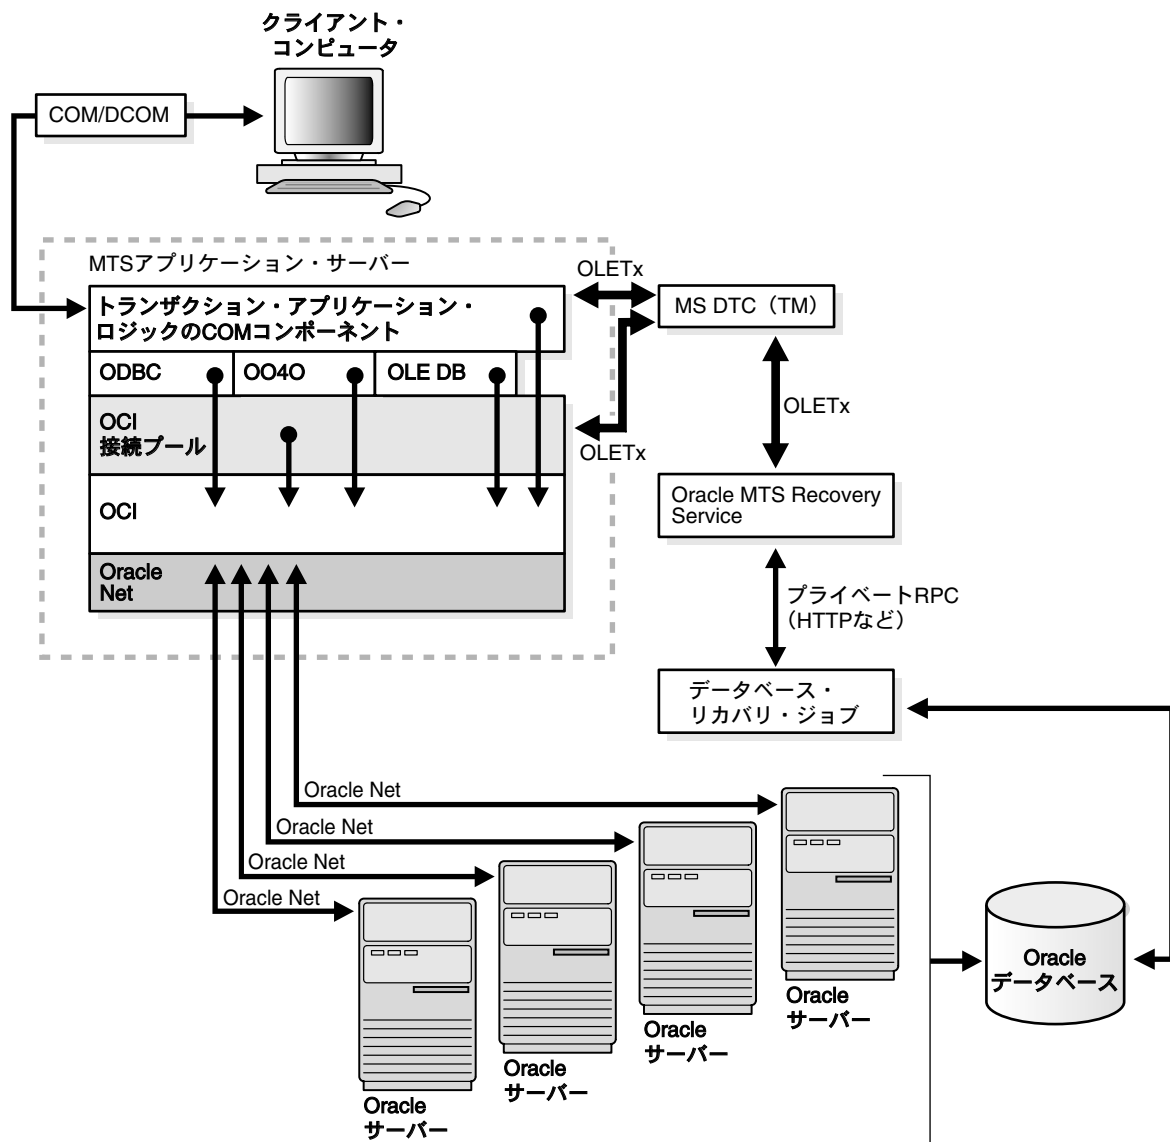 クライアント・
コンピュータ
COM/DCOM
MTSアプリケーション・サーバー
トランザクション・アプリケーション・
ロジックのCOMコンポーネント
ODBC
OO4O
OLE DB
OCI
接続プール
OCI
Oracle
Net
OLETx
OLETx
MS DTC（TM）
OLETx
Oracle MTS Recovery
Service
プライベートRPC
（HTTPなど）
データベース・
リカバリ・ジョブ
Oracle Net
Oracle Net
Oracle Net
Oracle Net
Oracle
サーバー
Oracle
サーバー
Oracle
サーバー
Oracle
サーバー
Oracle
データベース